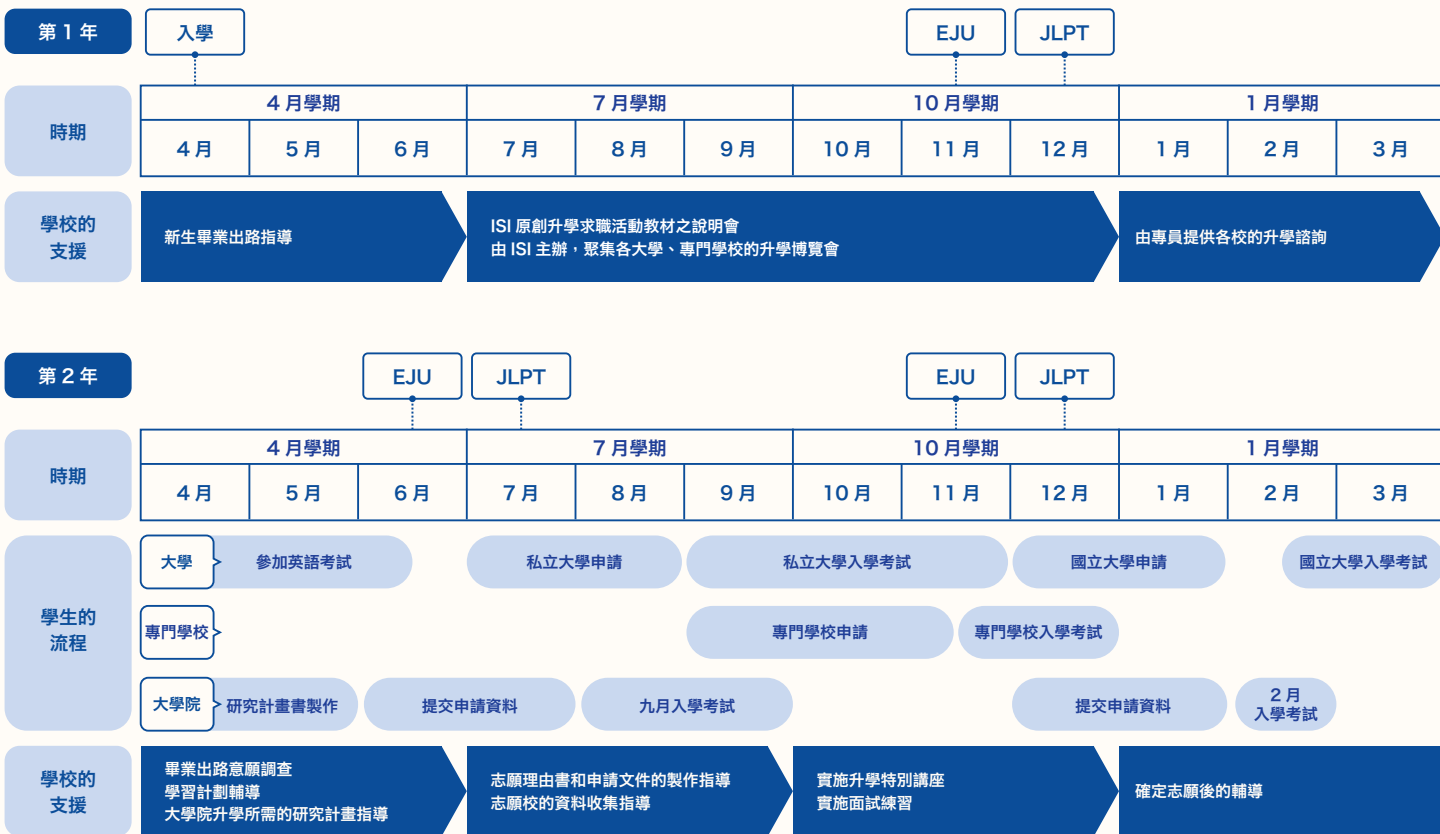 第 1 年
入學
EJU
JLPT
時期
4 月學期
7 月學期
10 月學期
1 月學期
4 月
5 月
6 月
7 月
8 月
9 月
10 月
11 月
12 月
1 月
2 月
3 月
學校的
支援
新生畢業出路指導
ISI 原創升學求職活動教材之說明會
由 ISI 主辦,聚集各大學、專門學校的升學博覽會
由專員提供各校的升學諮詢
第 2 年
EJU
JLPT
EJU
JLPT
時期
4 月學期
7 月學期
10 月學期
1 月學期
4 月
5 月
6 月
7 月
8 月
9 月
10 月
11 月
12 月
1 月
2 月
3 月
學生的
流程
大學
參加英語考試
私立大學申請
私立大學入學考試
國立大學申請
國立大學入學考試
專門學校
專門學校申請
專門學校入學考試
大學院
研究計畫書製作
提交申請資料
九月入學考試
提交申請資料
2 月
入學考試
學校的
支援
畢業出路意願調查
學習計劃輔導
大學院升學所需的研究計畫指導
志願理由書和申請文件的製作指導
志願校的資料收集指導
實施升學特別講座
實施面試練習
確定志願後的輔導